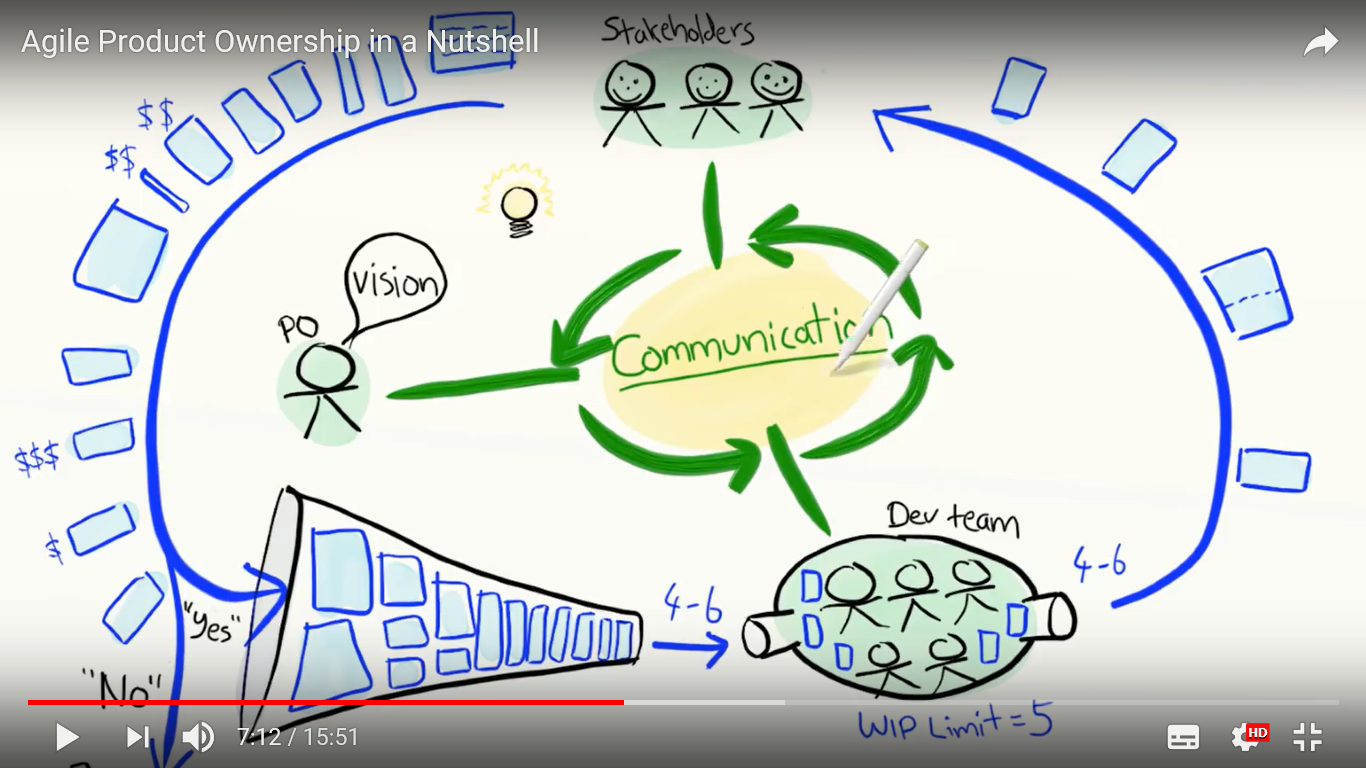 Agile Product Ownership in a Nutshell
Stakeholders
$$
$$
vision
PO
Communication
$$$
$
Dev team
4-6
4-6
"Yes"
"No"
WIP Limit = 5
7:12 / 15:51
HD